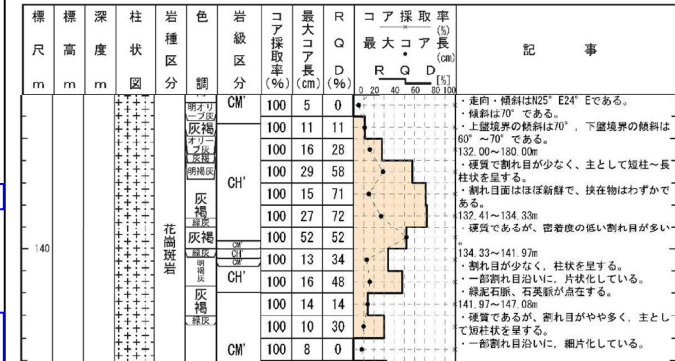 標尺m 標高m 深度m 柱状図 岩種区分 色調 岩級区分 コア採取率(%) 最大コア長(cm) RQD(%) コア採取率(%) 最大コア長(cm) RQD[%] 記事
0 20 40 60 80 100
明オリーブ灰 CM' 100 5 0
灰褐 100 11 11
オリーブ灰 100 16 28
灰褐
明褐灰 100 29 58
CH' 100 15 71
灰褐 100 27 72
緑灰
灰褐 100 52 52
140
花崗斑岩
CM'
緑灰 CH' 100 13 34
CM'
明褐灰 CH' 100 16 48
灰褐 100 14 14
緑灰 100 10 30
CM' 100 8 0
・走向・傾斜はN25°E24°Eである。
・傾斜は70°である。
・上盤境界の傾斜は70°, 下盤境界の傾斜は
60°~70°である。
132.00~180.00m
・硬質で割れ目が少なく、主として短柱~長
柱状を呈する。
・割れ目面はほぼ新鮮で、挟在物はわずかで
ある。
132.41~134.33m
・硬質であるが、密着度の低い割れ目が多い
。
134.33~141.97m
・割れ目が少なく、柱状を呈する。
・一部割れ目沿いに、片状化している。
・緑泥石脈、石英脈が点在する。
141.97~147.08m
・硬質であるが、割れ目がやや多く、主とし
て短柱状を呈する。
・一部割れ目沿いに、細片化している。